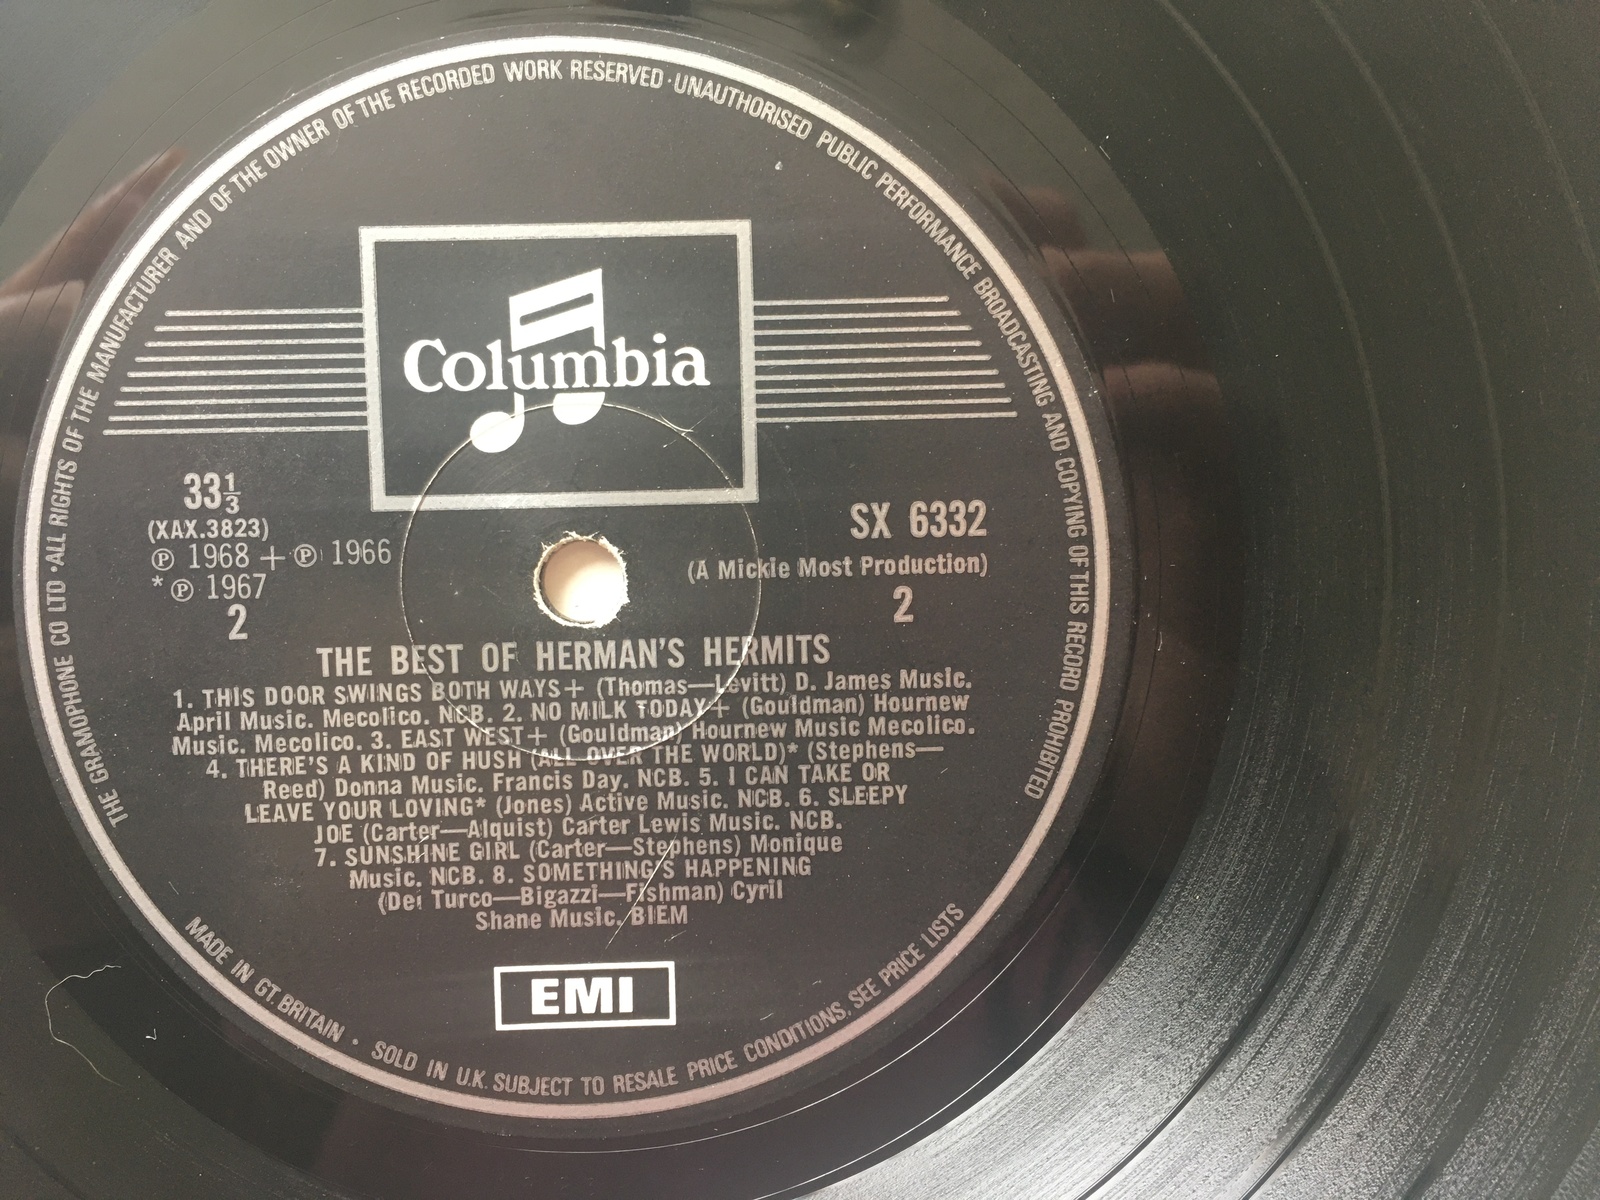 THE GRAMOPHONE CO LTD · ALL RIGHTS OF THE MANUFACTURER AND OF THE OWNER OF THE RECORDED WORK RESERVED · UNAUTHORISED PUBLIC PERFORMANCE BROADCASTING AND COPYING OF THIS RECORD PROHIBITED
Columbia
33⅓
(XAX.3823)
℗ 1968 + ℗ 1966
* ℗ 1967
2
SX 6332
(A Mickie Most Production)
2
THE BEST OF HERMAN'S HERMITS
1. THIS DOOR SWINGS BOTH WAYS+ (Thomas—Levitt) D. James Music.
April Music. Mecolico. NCB. 2. NO MILK TODAY+ (Gouldman) Hournew
Music. Mecolico. 3. EAST WEST+ (Gouldman) Hournew Music Mecolico.
4. THERE'S A KIND OF HUSH (ALL OVER THE WORLD)* (Stephens—
Reed) Donna Music. Francis Day. NCB. 5. I CAN TAKE OR
LEAVE YOUR LOVING* (Jones) Active Music. NCB. 6. SLEEPY
JOE (Carter—Alquist) Carter Lewis Music. NCB.
7. SUNSHINE GIRL (Carter—Stephens) Monique
Music. NCB. 8. SOMETHING'S HAPPENING
(Del Turco—Bigazzi—Fishman) Cyril
Shane Music. BIEM
EMI
MADE IN GT. BRITAIN · SOLD IN U.K. SUBJECT TO RESALE PRICE CONDITIONS, SEE PRICE LISTS